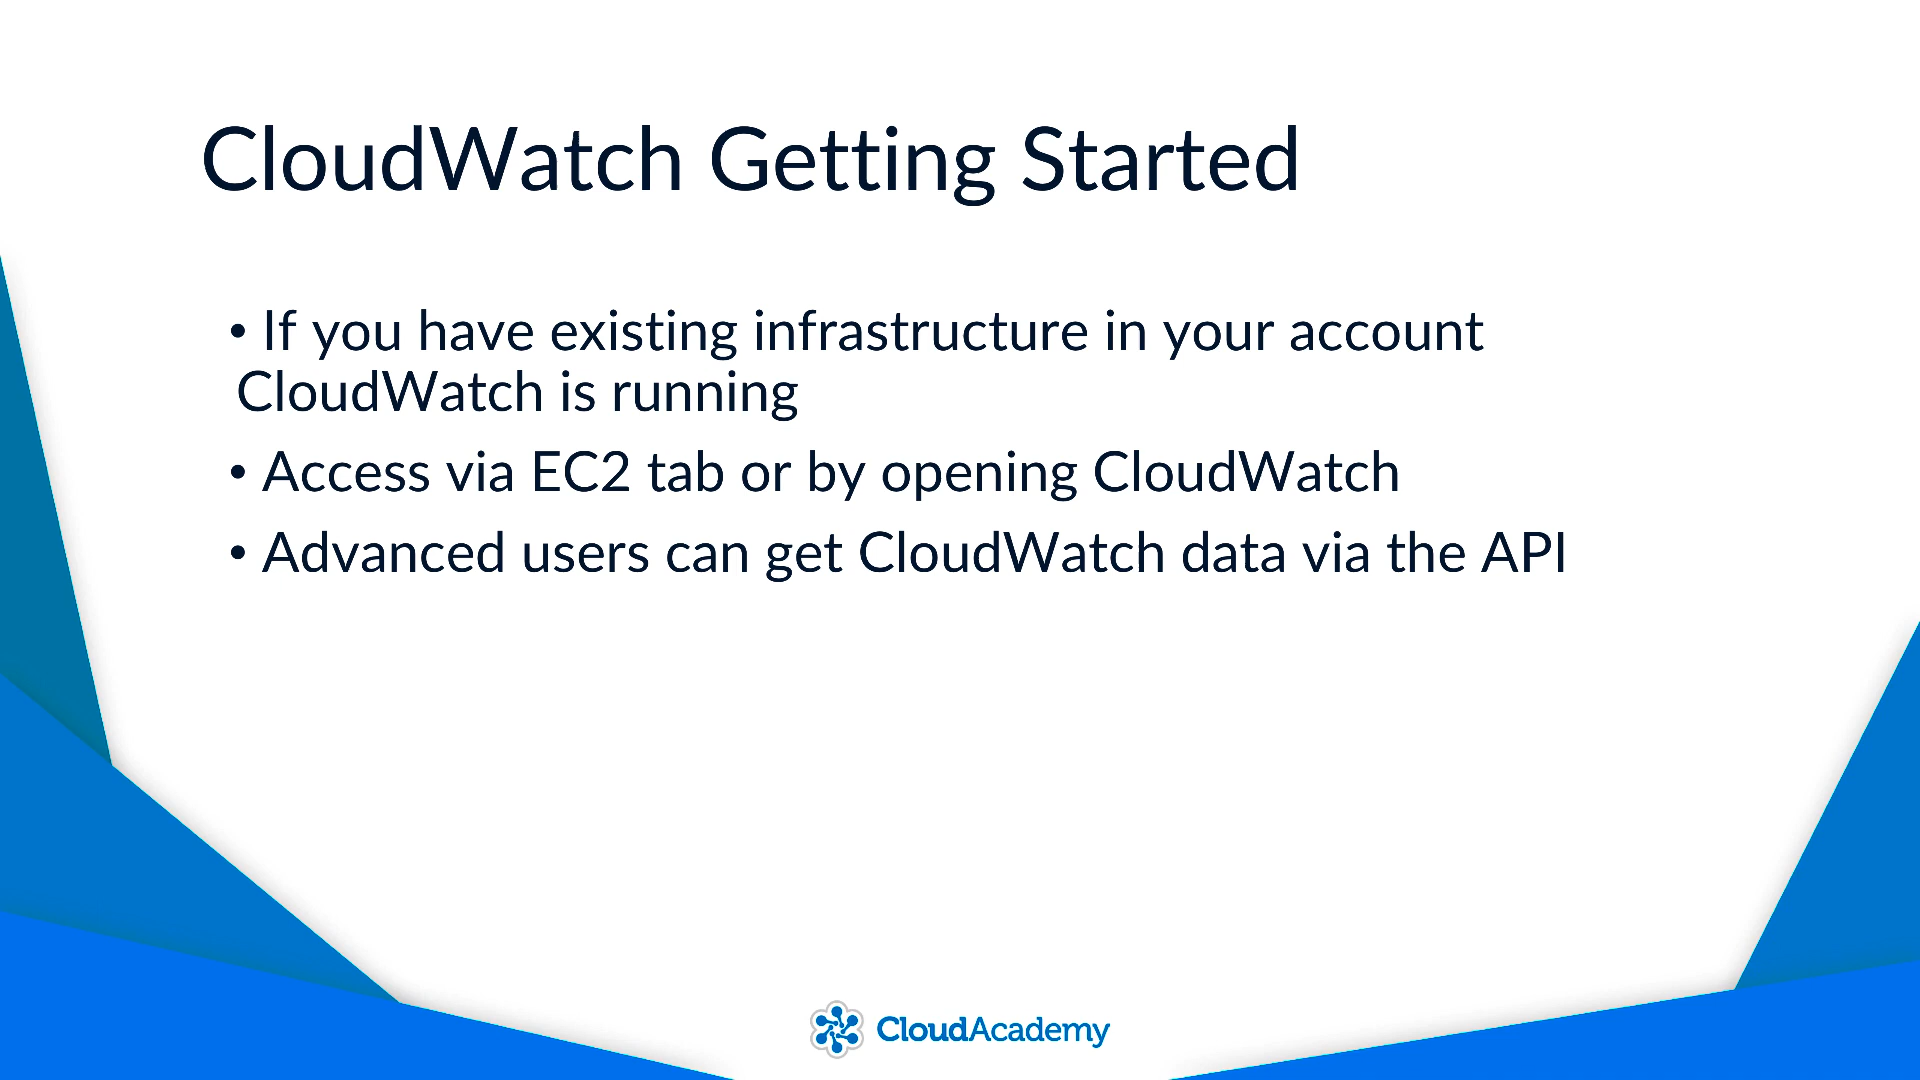 CloudWatch Getting Started
• If you have existing infrastructure in your account
CloudWatch is running
• Access via EC2 tab or by opening CloudWatch
• Advanced users can get CloudWatch data via the API
CloudAcademy